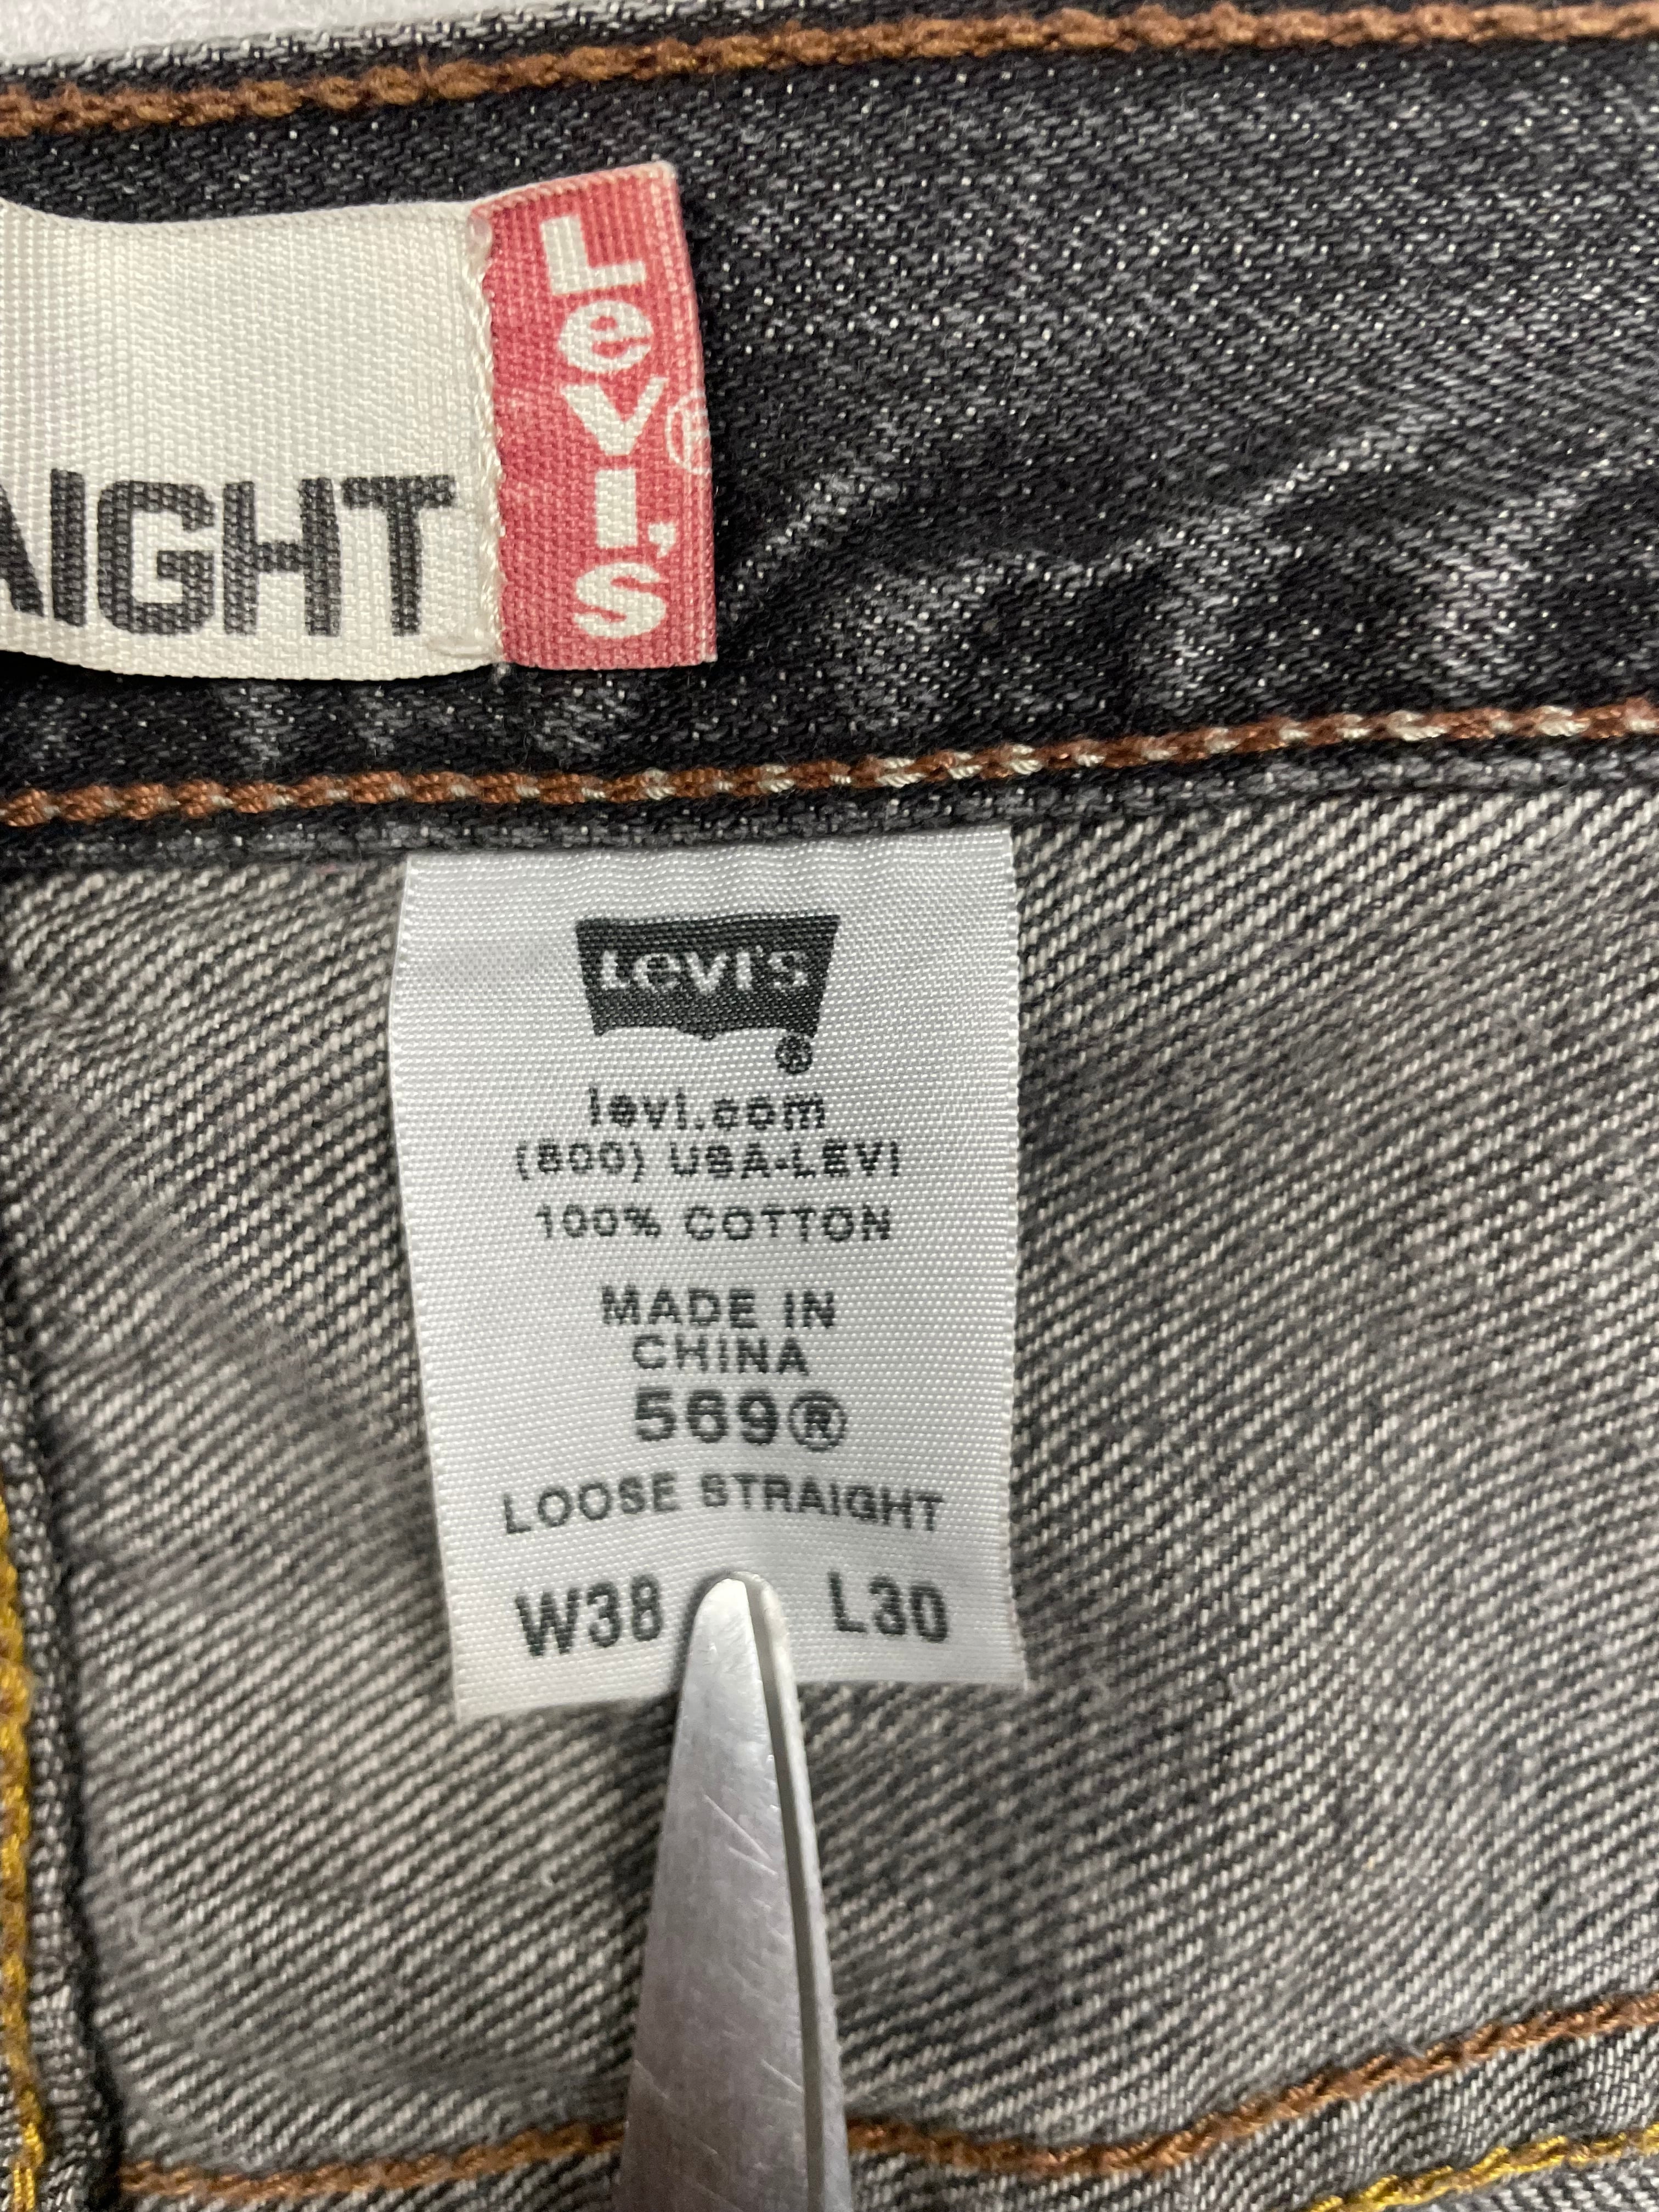 AIGHT
Levi's®
Levi's
®
levi.com
(800) USA-LEVI
100% COTTON
MADE IN
CHINA
569®
LOOSE STRAIGHT
W38 L30